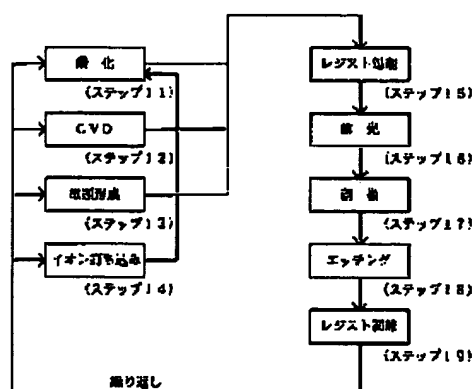 酸化
(ステップ11)
CVD
(ステップ12)
電極形成
(ステップ13)
イオン打ち込み
(ステップ14)
レジスト処理
(ステップ15)
露光
(ステップ16)
現像
(ステップ17)
エッチング
(ステップ18)
レジスト剥離
(ステップ19)
繰り返し